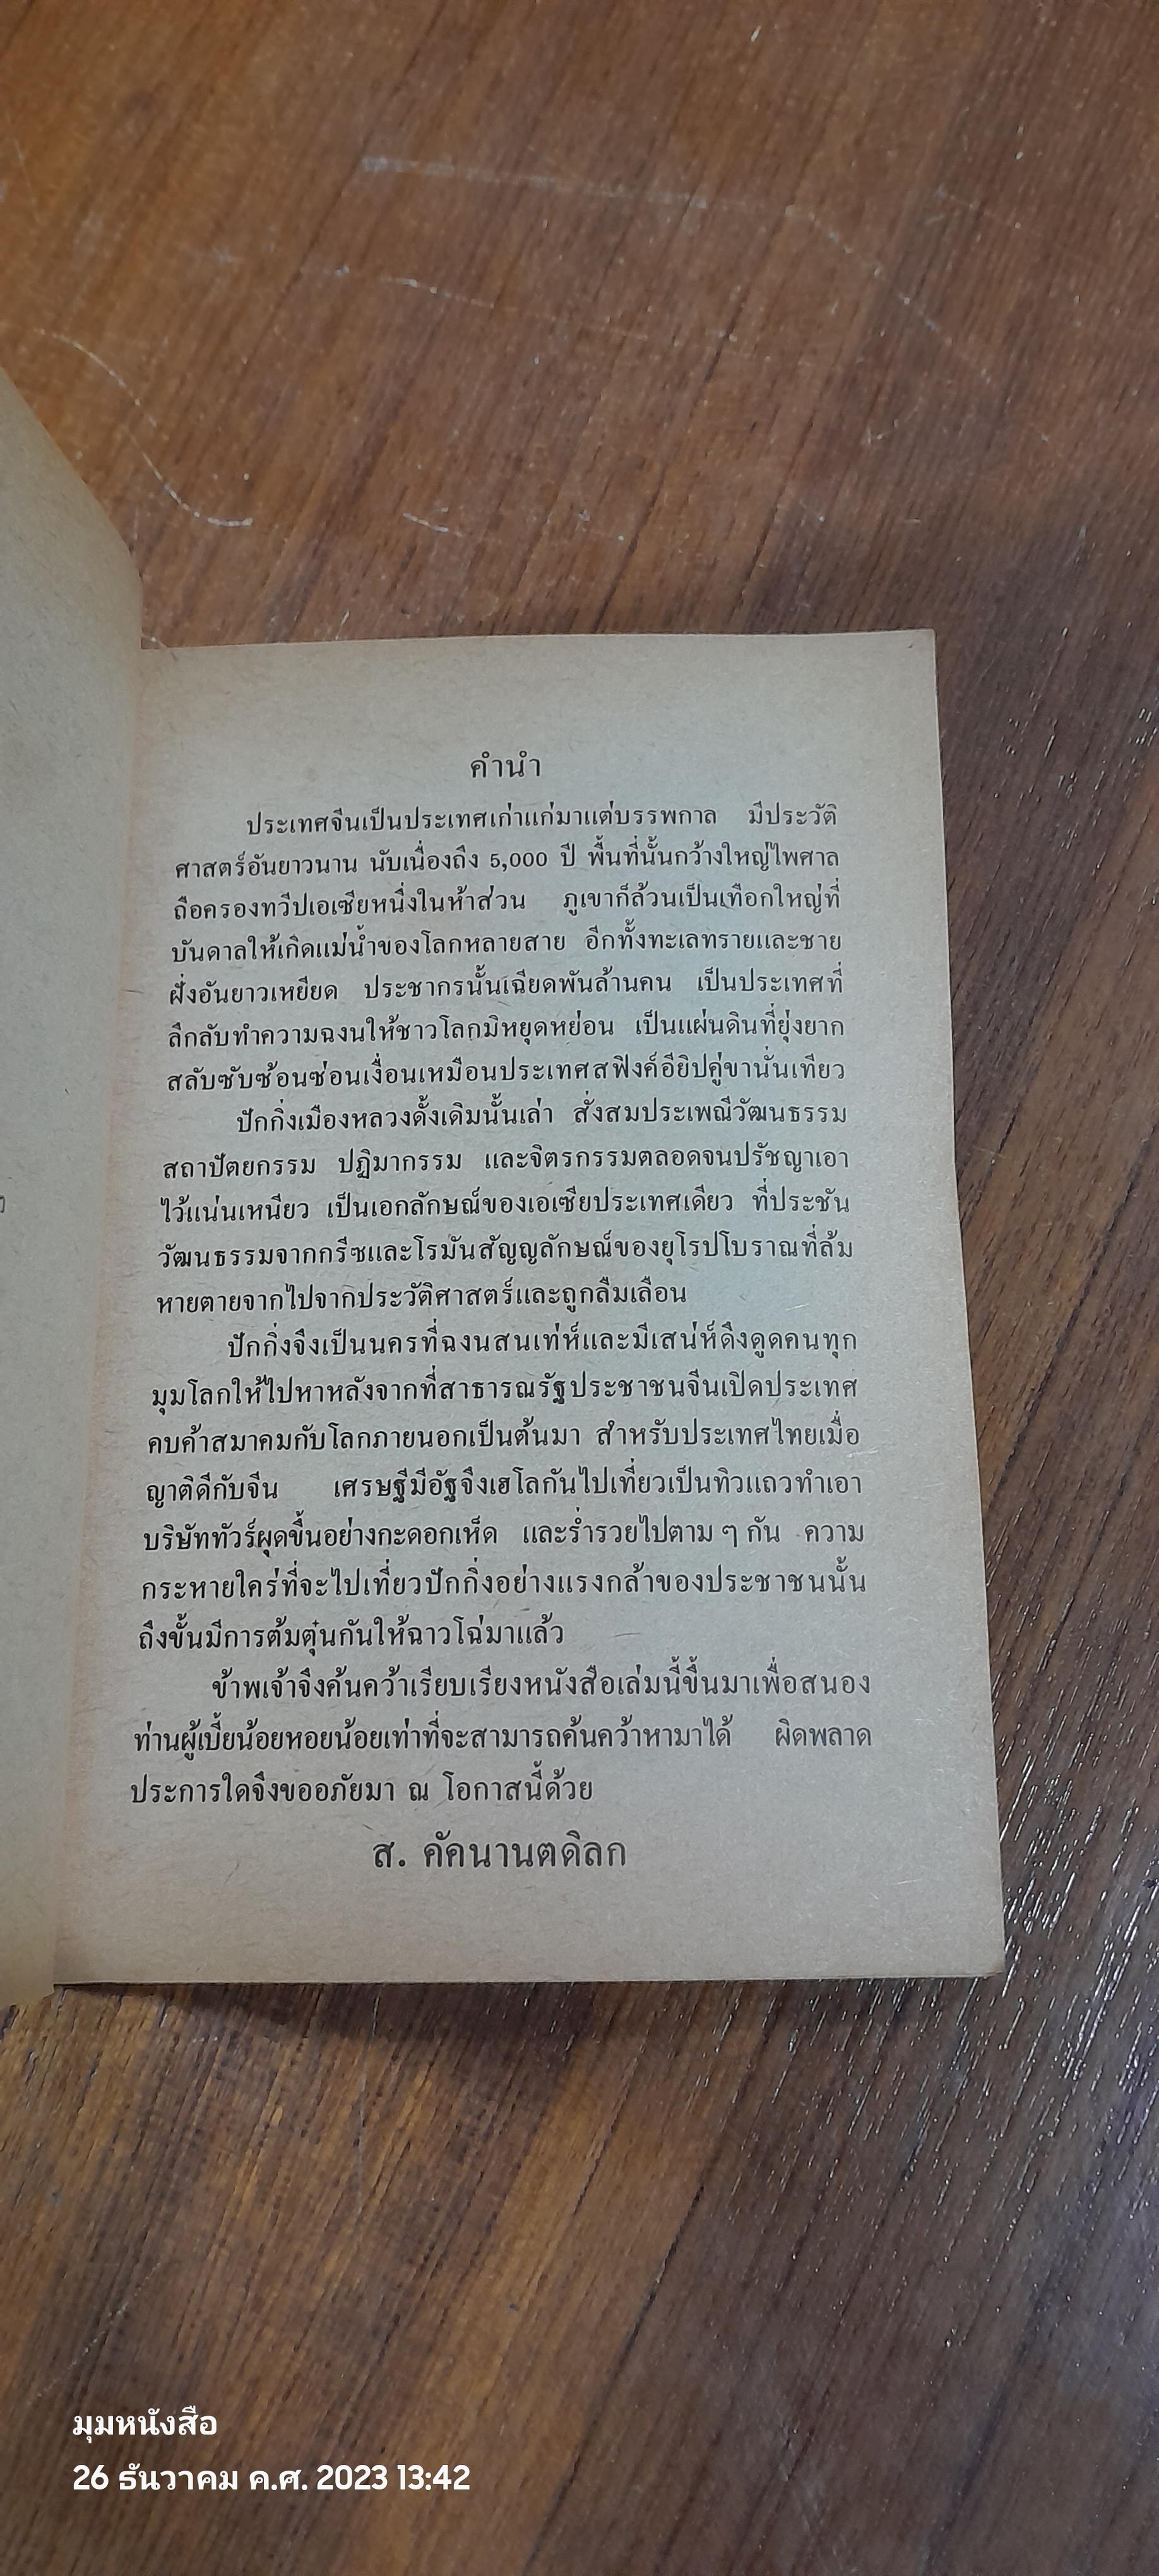 คำนำ
ประเทศจีนเป็นประเทศเก่าแก่มาแต่บรรพกาล มีประวัติ
ศาสตร์อันยาวนาน นับเนื่องถึง 5,000 ปี พื้นที่นั้นกว้างใหญ่ไพศาล
ถือครองทวีปเอเซียหนึ่งในห้าส่วน ภูเขาก็ล้วนเป็นเทือกใหญ่ที่
บันดาลให้เกิดแม่น้ำของโลกหลายสาย อีกทั้งทะเลทรายและชาย
ฝั่งอันยาวเหยียด ประชากรนั้นเฉียดพันล้านคน เป็นประเทศที่
ลึกลับทำความฉงนให้ชาวโลกมิหยุดหย่อน เป็นแผ่นดินที่ยุ่งยาก
สลับซับซ้อนซ่อนเงื่อนเหมือนประเทศสฟิงค์อียิปคู่ขานั่นเทียว
ปักกิ่งเมืองหลวงดั้งเดิมนั้นเล่า สั่งสมประเพณีวัฒนธรรม
สถาปัตยกรรม ปฏิมากรรม และจิตรกรรมตลอดจนปรัชญาเอา
ไว้แน่นเหนียว เป็นเอกลักษณ์ของเอเซียประเทศเดียว ที่ประชัน
วัฒนธรรมจากกรีซและโรมันสัญญลักษณ์ของยุโรปโบราณที่ล้ม
หายตายจากไปจากประวัติศาสตร์และถูกลืมเลือน
ปักกิ่งจึงเป็นนครที่ฉงนสนเท่ห์และมีเสน่ห์ดึงดูดคนทุก
มุมโลกให้ไปหาหลังจากที่สาธารณรัฐประชาชนจีนเปิดประเทศ
คบค้าสมาคมกับโลกภายนอกเป็นต้นมา สำหรับประเทศไทยเมื่อ
ญาติดีกับจีน เศรษฐีมีอัฐจึงเฮโลกันไปเที่ยวเป็นทิวแถวทำเอา
บริษัททัวร์ผุดขึ้นอย่างกะดอกเห็ด และร่ำรวยไปตาม ๆ กัน ความ
กระหายใคร่ที่จะไปเที่ยวปักกิ่งอย่างแรงกล้าของประชาชนนั้น
ถึงขั้นมีการต้มตุ๋นกันให้ฉาวโฉ่มาแล้ว
ข้าพเจ้าจึงค้นคว้าเรียบเรียงหนังสือเล่มนี้ขึ้นมาเพื่อสนอง
ท่านผู้เบี้ยน้อยหอยน้อยเท่าที่จะสามารถค้นคว้าหามาได้ ผิดพลาด
ประการใดจึงขออภัยมา ณ โอกาสนี้ด้วย
ส. คัคนานตดิลก
มุมหนังสือ
26 ธันวาคม ค.ศ. 2023 13:42